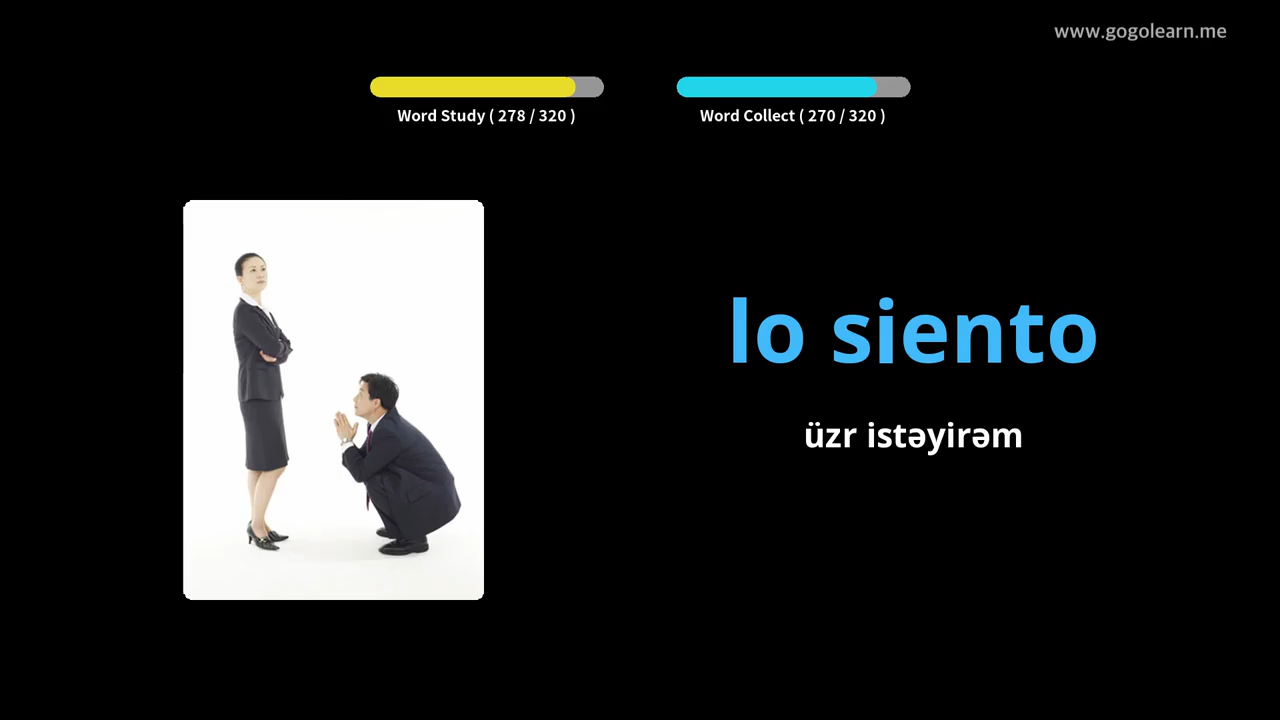 www.gogolearn.me
Word Study ( 278 / 320 )
Word Collect ( 270 / 320 )
lo siento
üzr istəyirəm